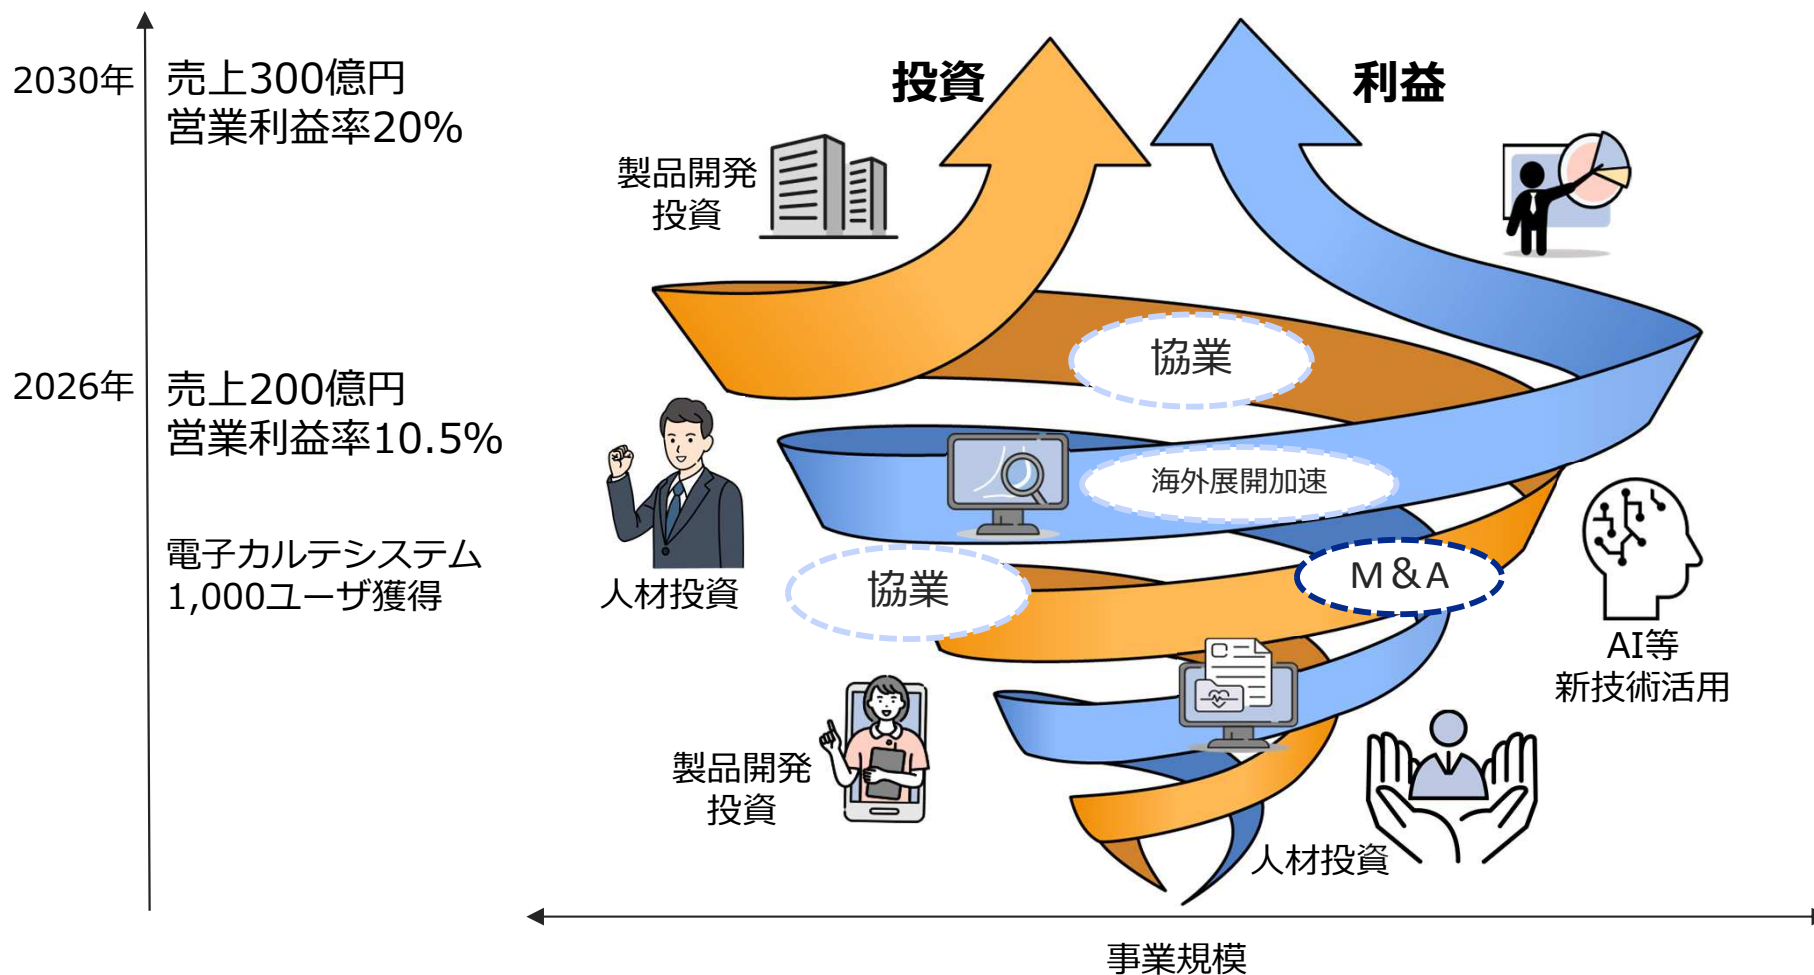 2030年
売上300億円
営業利益率20%
2026年
売上200億円
営業利益率10.5%
電子カルテシステム
1,000ユーザ獲得
投資
利益
製品開発
投資
協業
海外展開加速
人材投資
協業
M&A
AI等
新技術活用
製品開発
投資
人材投資
事業規模